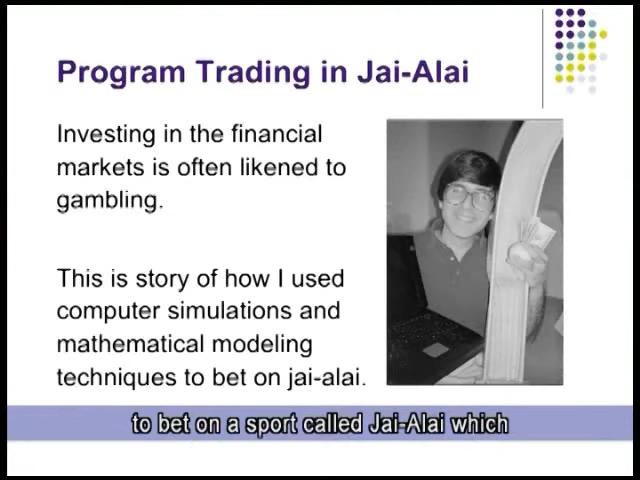 Program Trading in Jai-Alai
Investing in the financial
markets is often likened to
gambling.
This is story of how I used
computer simulations and
mathematical modeling
techniques to bet on jai-alai.
to bet on a sport called Jai-Alai which